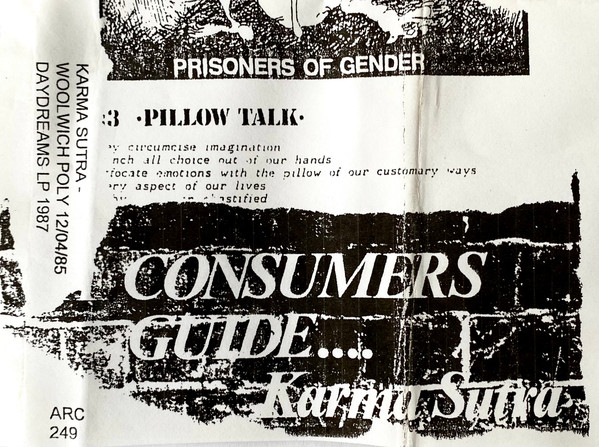 KARMA SUTRA -
WOOLWICH POLY 12/04/85
DAYDREAMS LP 1987
ARC
249
PRISONERS OF GENDER
:3 ·PILLOW TALK·
circumcise imagination
all choice out of our hands
emotions with the pillow of our customary ways
aspect of our lives
CONSUMERS
GUIDE....
Karma Sutra